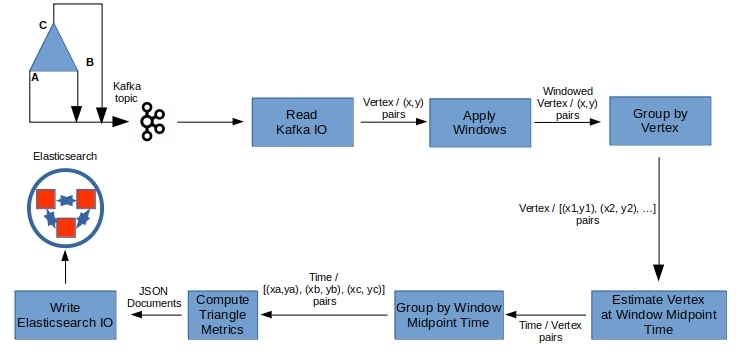 C
A
B
Kafka
topic
Read
Kafka IO
Vertex / (x,y)
pairs
Apply
Windows
Windowed
Vertex / (x,y)
pairs
Group by
Vertex
Vertex / [(x1,y1), (x2, y2), ...]
pairs
Estimate Vertex
at Window Midpoint
Time
Time / Vertex
pairs
Group by Window
Midpoint Time
Time /
[(xa,ya), (xb, yb), (xc, yc)]
pairs
Compute
Triangle
Metrics
JSON
Documents
Write
Elasticsearch IO
Elasticsearch